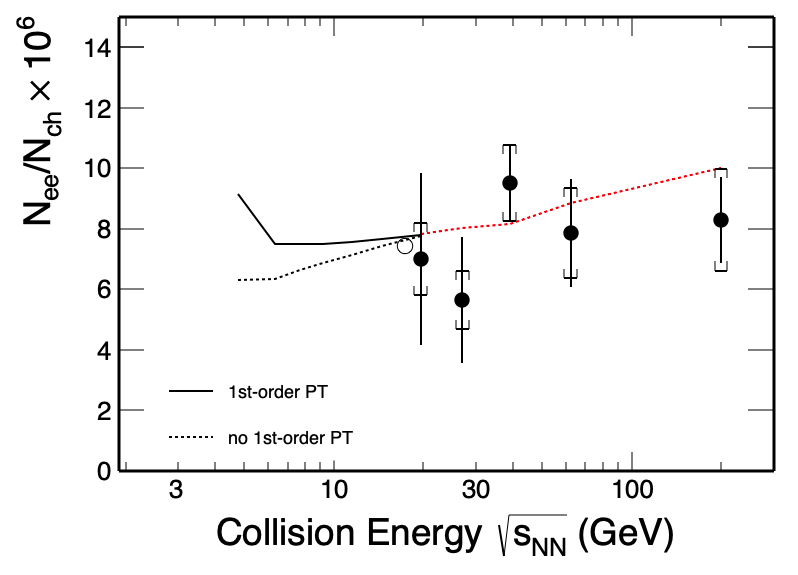 N_ee/N_ch × 10^6
14
12
10
8
6
4
2
0
1st-order PT
no 1st-order PT
3 10 30 100
Collision Energy √s_NN (GeV)